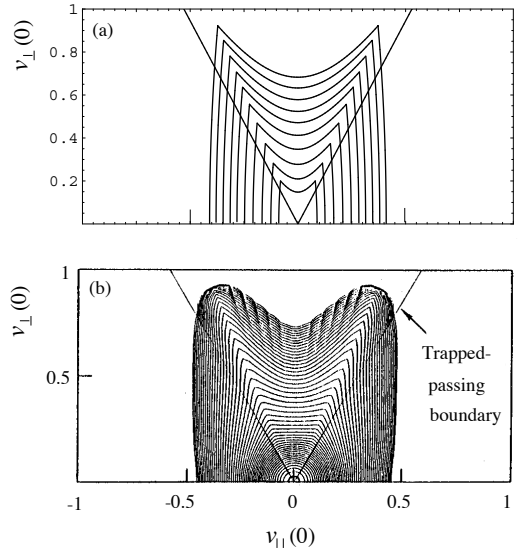 1
(a)
0.8
v⊥(0)
0.6
0.4
0.2
1
(b)
v⊥(0)
0.5
Trapped-
passing
boundary
-1
-0.5
0
0.5
1
v||(0)